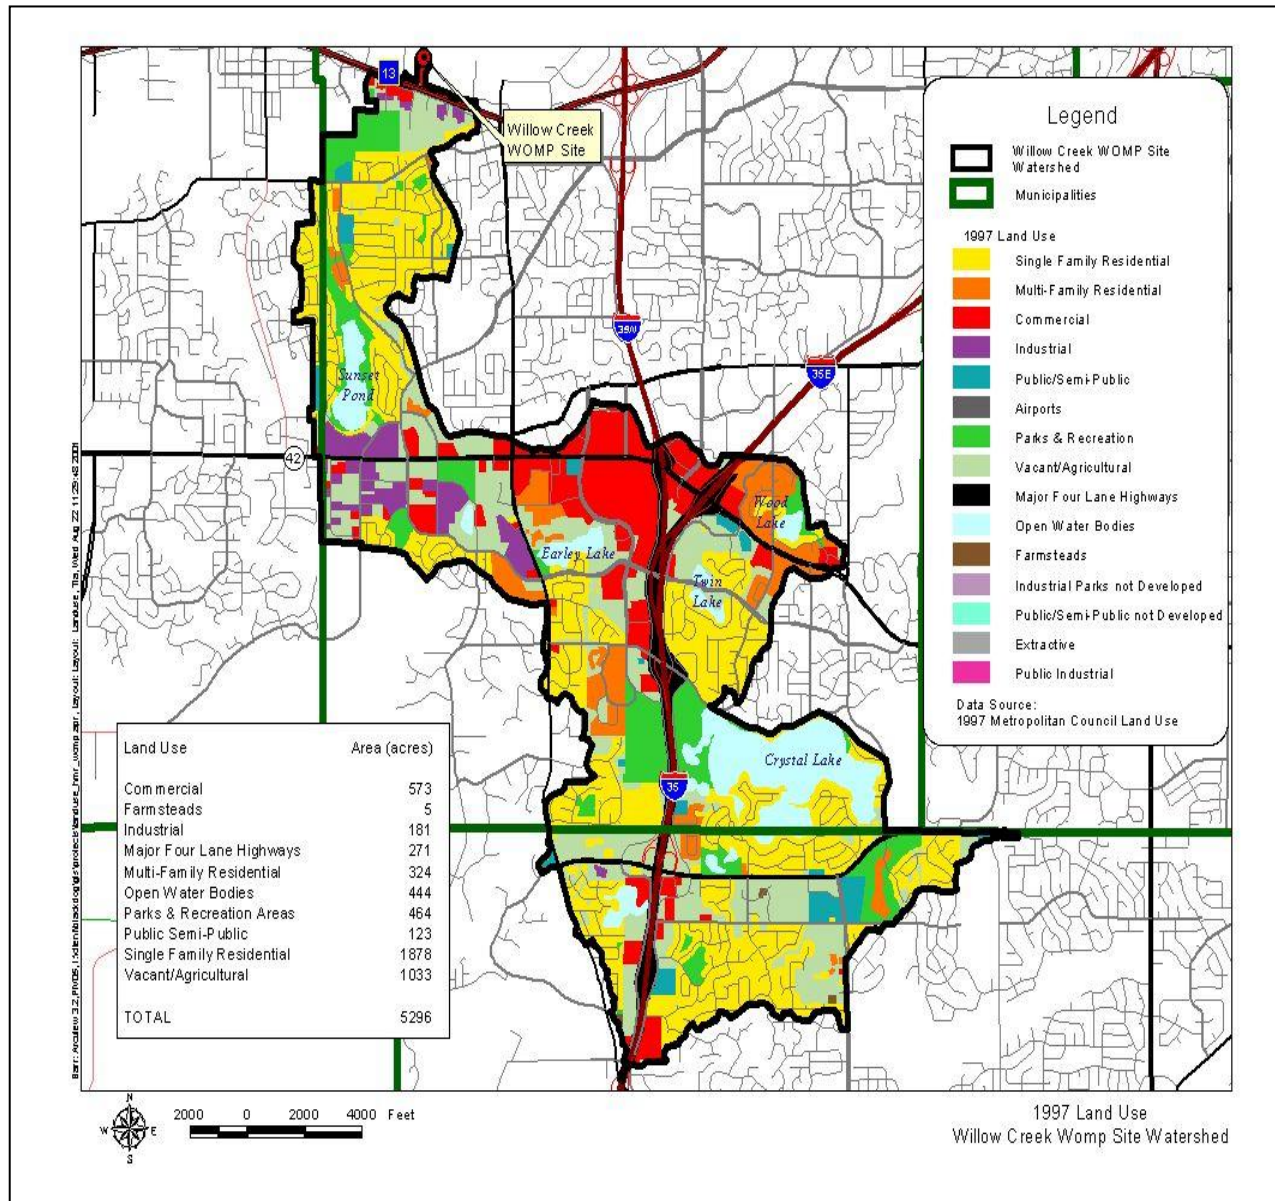 13
Willow Creek
WOMP Site
Legend
Willow Creek WOMP Site
Watershed
Municipalities
1997 Land Use
Single Family Residential
Multi-Family Residential
Commercial
Industrial
Public/Semi-Public
Airports
Parks & Recreation
Vacant/Agricultural
Major Four Lane Highways
Open Water Bodies
Farmsteads
Industrial Parks not Developed
Public/Semi-Public not Developed
Extractive
Public Industrial
Data Source:
1997 Metropolitan Council Land Use
35E
Sunset
Pond
42
Wood
Lake
Earley Lake
Twin
Lake
Crystal Lake
35
Land Use Area (acres)
Commercial 573
Farmsteads 5
Industrial 181
Major Four Lane Highways 271
Multi-Family Residential 324
Open Water Bodies 444
Parks & Recreation Areas 464
Public Semi-Public 123
Single Family Residential 1878
Vacant/Agricultural 1033
TOTAL 5296
N
W E
S
2000 0 2000 4000 Feet
1997 Land Use
Willow Creek Womp Site Watershed